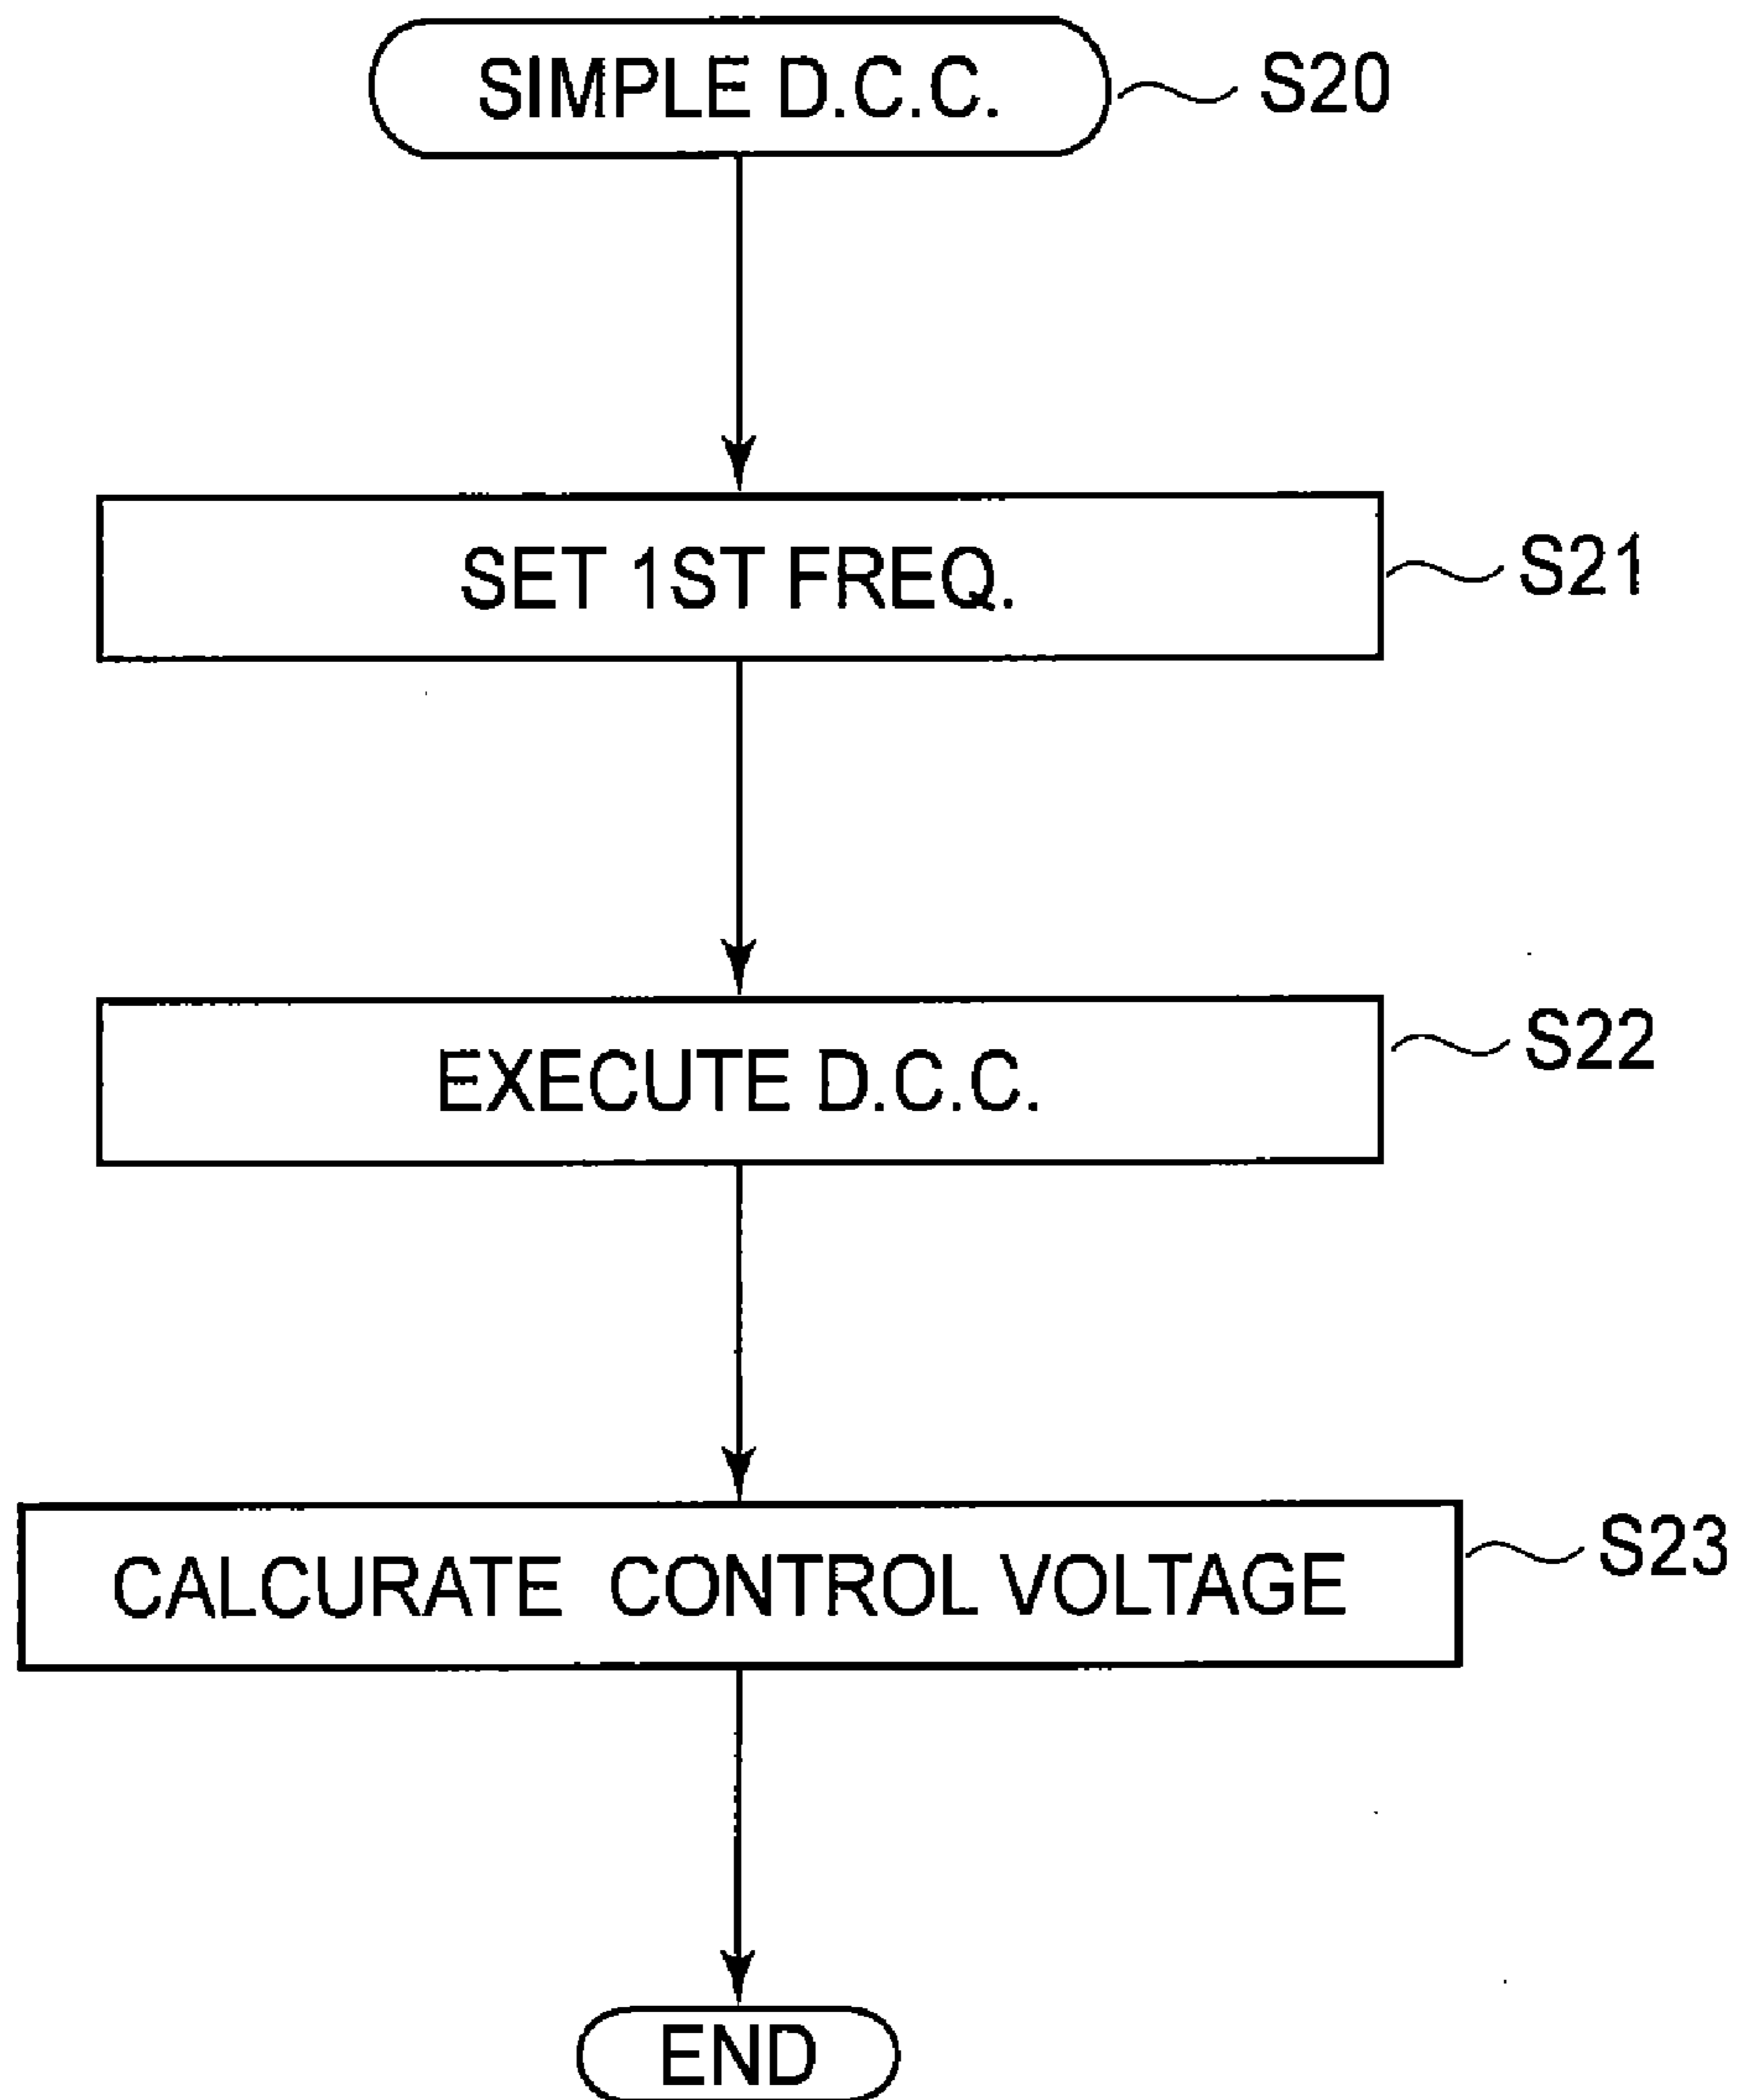 SIMPLE D.C.C. S20
SET 1ST FREQ. S21
EXECUTE D.C.C. S22
CALCURATE CONTROL VOLTAGE S23
END